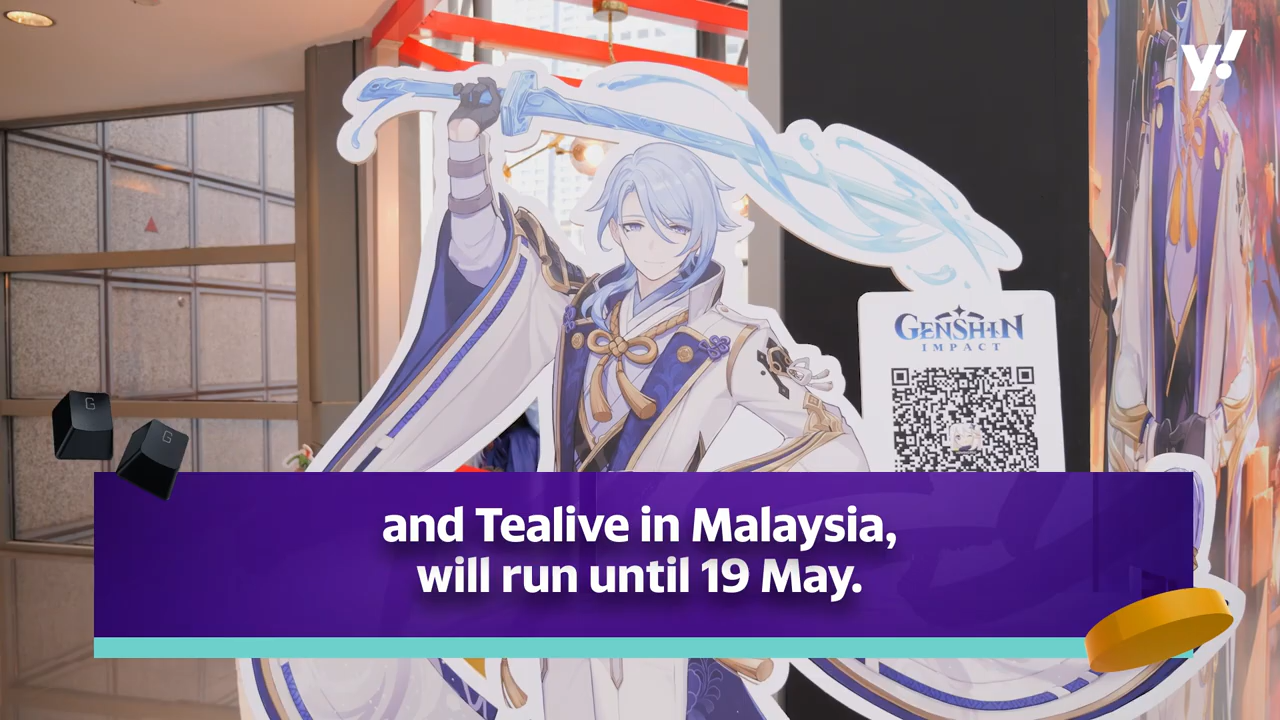 y!
GENSHIN
IMPACT
G
G
and Tealive in Malaysia,
will run until 19 May.